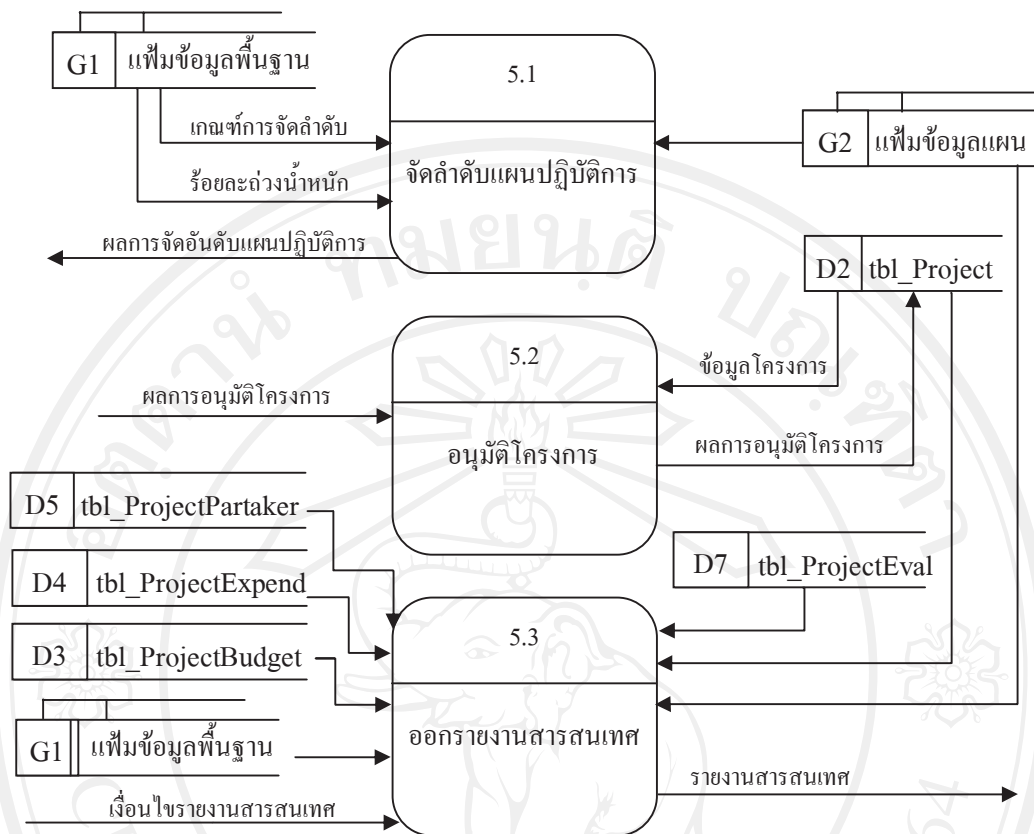 G1 แฟ้มข้อมูลพื้นฐาน
5.1
เกณฑ์การจัดลำดับ
G2 แฟ้มข้อมูลแผน
จัดลำดับแผนปฏิบัติการ
ร้อยละถ่วงน้ำหนัก
ผลการจัดอันดับแผนปฏิบัติการ
D2 tbl_Project
5.2
ข้อมูลโครงการ
ผลการอนุมัติโครงการ
อนุมัติโครงการ
ผลการอนุมัติโครงการ
D5 tbl_ProjectPartaker
D7 tbl_ProjectEval
D4 tbl_ProjectExpend
5.3
D3 tbl_ProjectBudget
ออกรายงานสารสนเทศ
G1 แฟ้มข้อมูลพื้นฐาน
รายงานสารสนเทศ
เงื่อนไขรายงานสารสนเทศ